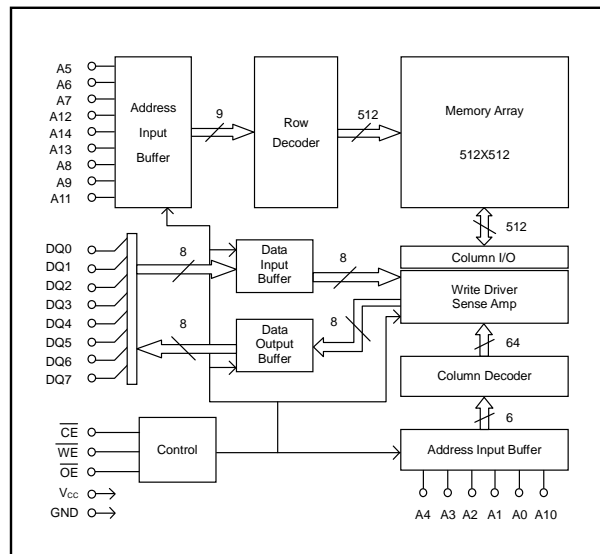 A5
A6
A7
A12
A14
A13
A8
A9
A11
Address
Input
Buffer
9
Row
Decoder
512
Memory Array
512X512
512
DQ0
DQ1
DQ2
DQ3
DQ4
DQ5
DQ6
DQ7
8
Data
Input
Buffer
8
Column I/O
Write Driver
Sense Amp
8
Data
Output
Buffer
8
64
Column Decoder
6
CE
WE
OE
Control
Address Input Buffer
VCC
GND
A4 A3 A2 A1 A0 A10